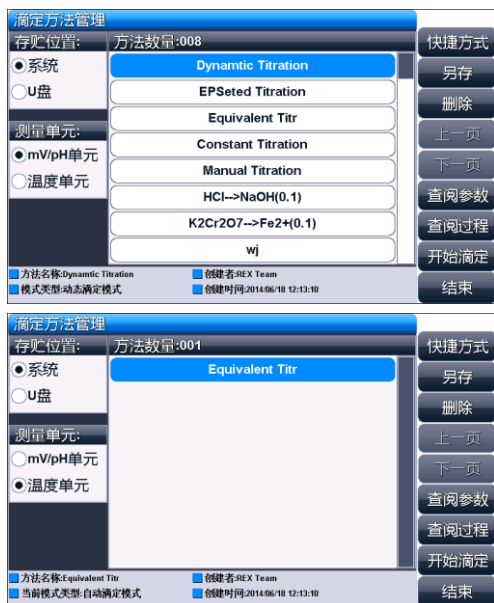 滴定方法管理
存贮位置:
方法数量:008
系统
U盘
测量单元:
mV/pH单元
温度单元
Dynamtic Titration
EPSeted Titration
Equivalent Titr
Constant Titration
Manual Titration
HCl-->NaOH(0.1)
K2Cr2O7-->Fe2+(0.1)
wj
快捷方式
另存
删除
上一页
下一页
查阅参数
查阅过程
开始滴定
结束
方法名称:Dynamtic Titration
创建者:REX Team
模式类型:动态滴定模式
创建时间:2014/06/18 12:13:10
滴定方法管理
存贮位置:
方法数量:001
系统
U盘
测量单元:
mV/pH单元
温度单元
Equivalent Titr
快捷方式
另存
删除
上一页
下一页
查阅参数
查阅过程
开始滴定
结束
方法名称:Equivalent Titr
创建者:REX Team
当前模式类型:自动滴定模式
创建时间:2014/06/18 12:13:10